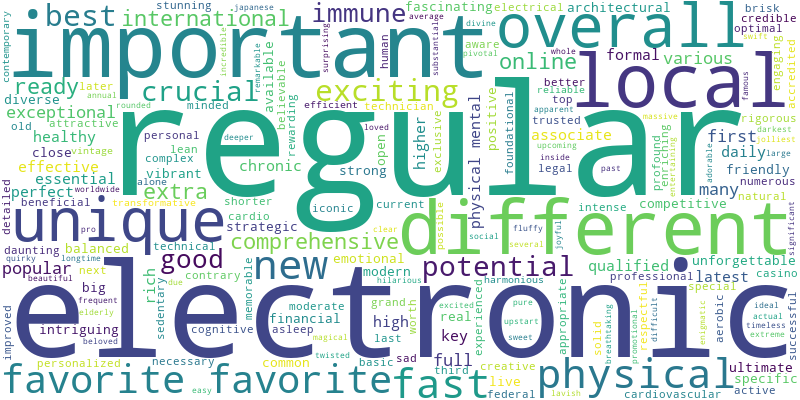 important
regular
electronic
overall
local
different
unique
favorite favorite
fast
physical
new
potential
good
best
international
immune
crucial
exciting
online
ready
extra
comprehensive
exceptional
healthy
close
effective
essential
perfect
popular
big
intriguing
rich
balanced
strategic
chronic
vibrant
complex
personal
strong
open
higher
positive
physical mental
foundational
associate
first
daily
many
friendly
numerous
natural
various
formal
aware
better
top
trusted
legal
inside
profound
enriching
rigorous
competitive
intense
qualified
unforgettable
professional
latest
casino
special
modern
emotional
contrary
cognitive
financial
moderate
asleep
high
full
key
real
last
basic
sad
third
live
creative
federal
common
necessary
personalized
improved
sedentary
memorable
worth
grand
experienced
appropriate
solid
respectful
breathtaking
promotional
difficult
enigmatic
aerobic
ideal
actual
timeless
extreme
successful
ultimate
specific
active
cardiovascular
lavish
easy
magical
twisted
hilarious
excited
harmonious
pure
upstart
sweet
several
social
possible
clear
current
iconic
cardio
shorter
fluffy
joyful
technical
transformative
beneficial
worldwide
alone
pro
detailed
daunting
quirky
longtime
next
beautiful
frequent
elderly
beloved
due
vintage
old
diverse
attractive
minded
lean
deeper
loved
efficient
technician
rounded
annual
later
contemporary
stunning
japanese
incredible
remarkable
available
believable
rewarding
surprising
average
human
substantial
pivotal
divine
whole
swift
fascinating
electrical
architectural
brisk
credible
optimal
engaging
accredited
famous
reliable
apparent
massive
upcoming
darkest
jolliest
entertaining
adorable
large
past
exclusive
significant